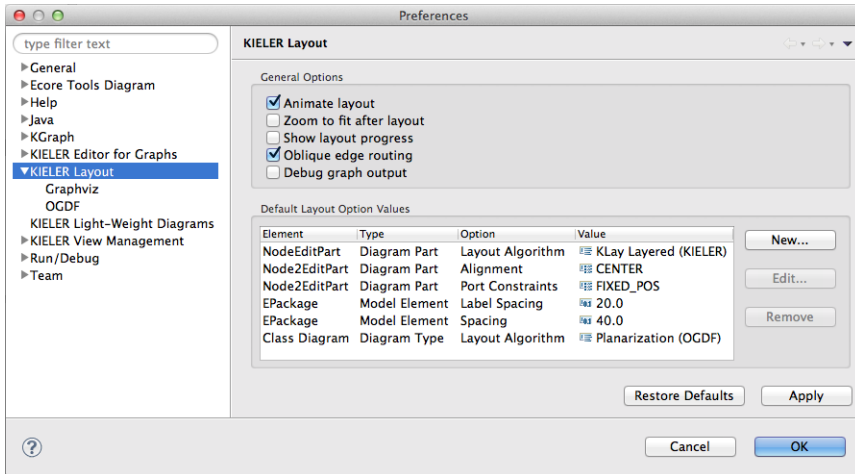 Preferences
type filter text
KIELER Layout
General
Ecore Tools Diagram
Help
Java
KGraph
KIELER Editor for Graphs
KIELER Layout
Graphviz
OGDF
KIELER Light-Weight Diagrams
KIELER View Management
Run/Debug
Team
General Options
Animate layout
Zoom to fit after layout
Show layout progress
Oblique edge routing
Debug graph output
Default Layout Option Values
Element Type Option Value
NodeEditPart Diagram Part Layout Algorithm KLay Layered (KIELER)
Node2EditPart Diagram Part Alignment CENTER
Node2EditPart Diagram Part Port Constraints FIXED_POS
EPackage Model Element Label Spacing 20.0
EPackage Model Element Spacing 40.0
Class Diagram Diagram Type Layout Algorithm Planarization (OGDF)
New...
Edit...
Remove
Restore Defaults Apply
? Cancel OK